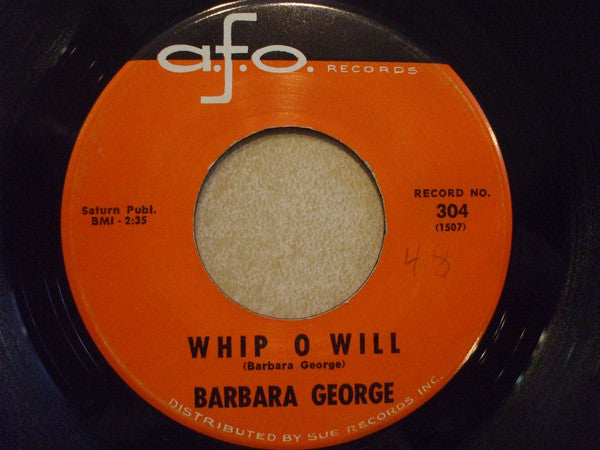 a.f.o. RECORDS
Saturn Publ.
BMI - 2:35
RECORD NO.
304
(1507)
418
WHIP O WILL
(Barbara George)
BARBARA GEORGE
DISTRIBUTED BY SUE RECORDS, INC.